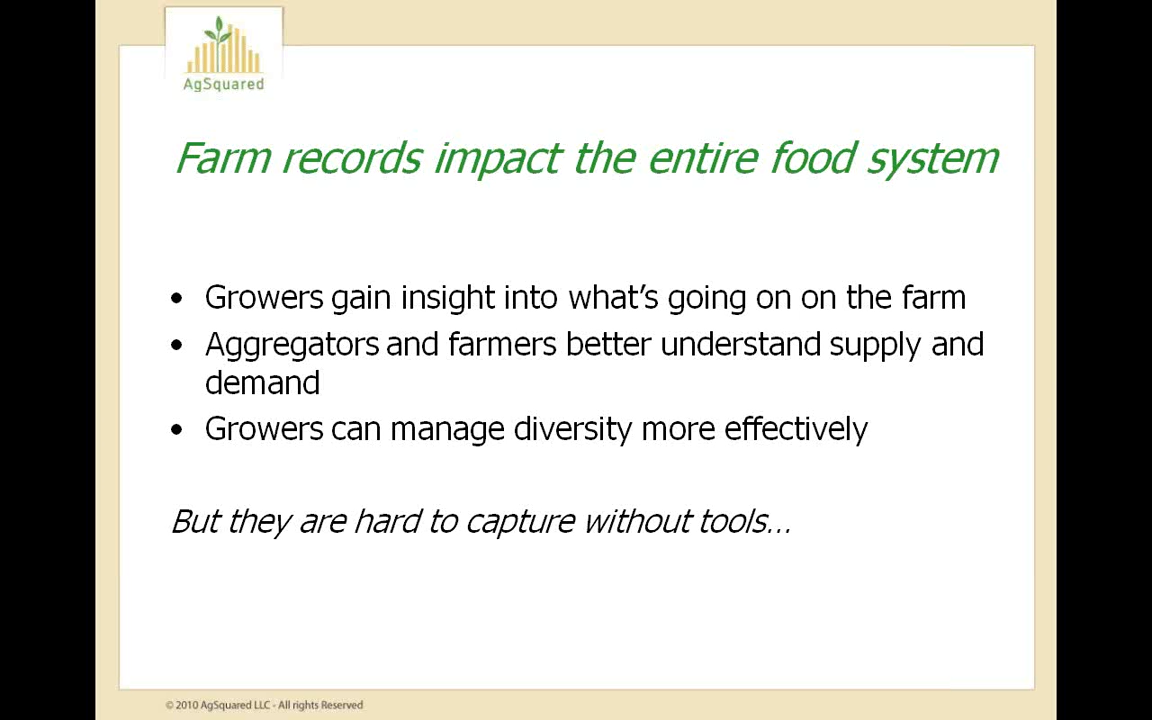 AgSquared
Farm records impact the entire food system
• Growers gain insight into what’s going on on the farm
• Aggregators and farmers better understand supply and
demand
• Growers can manage diversity more effectively
But they are hard to capture without tools…
© 2010 AgSquared LLC - All rights Reserved